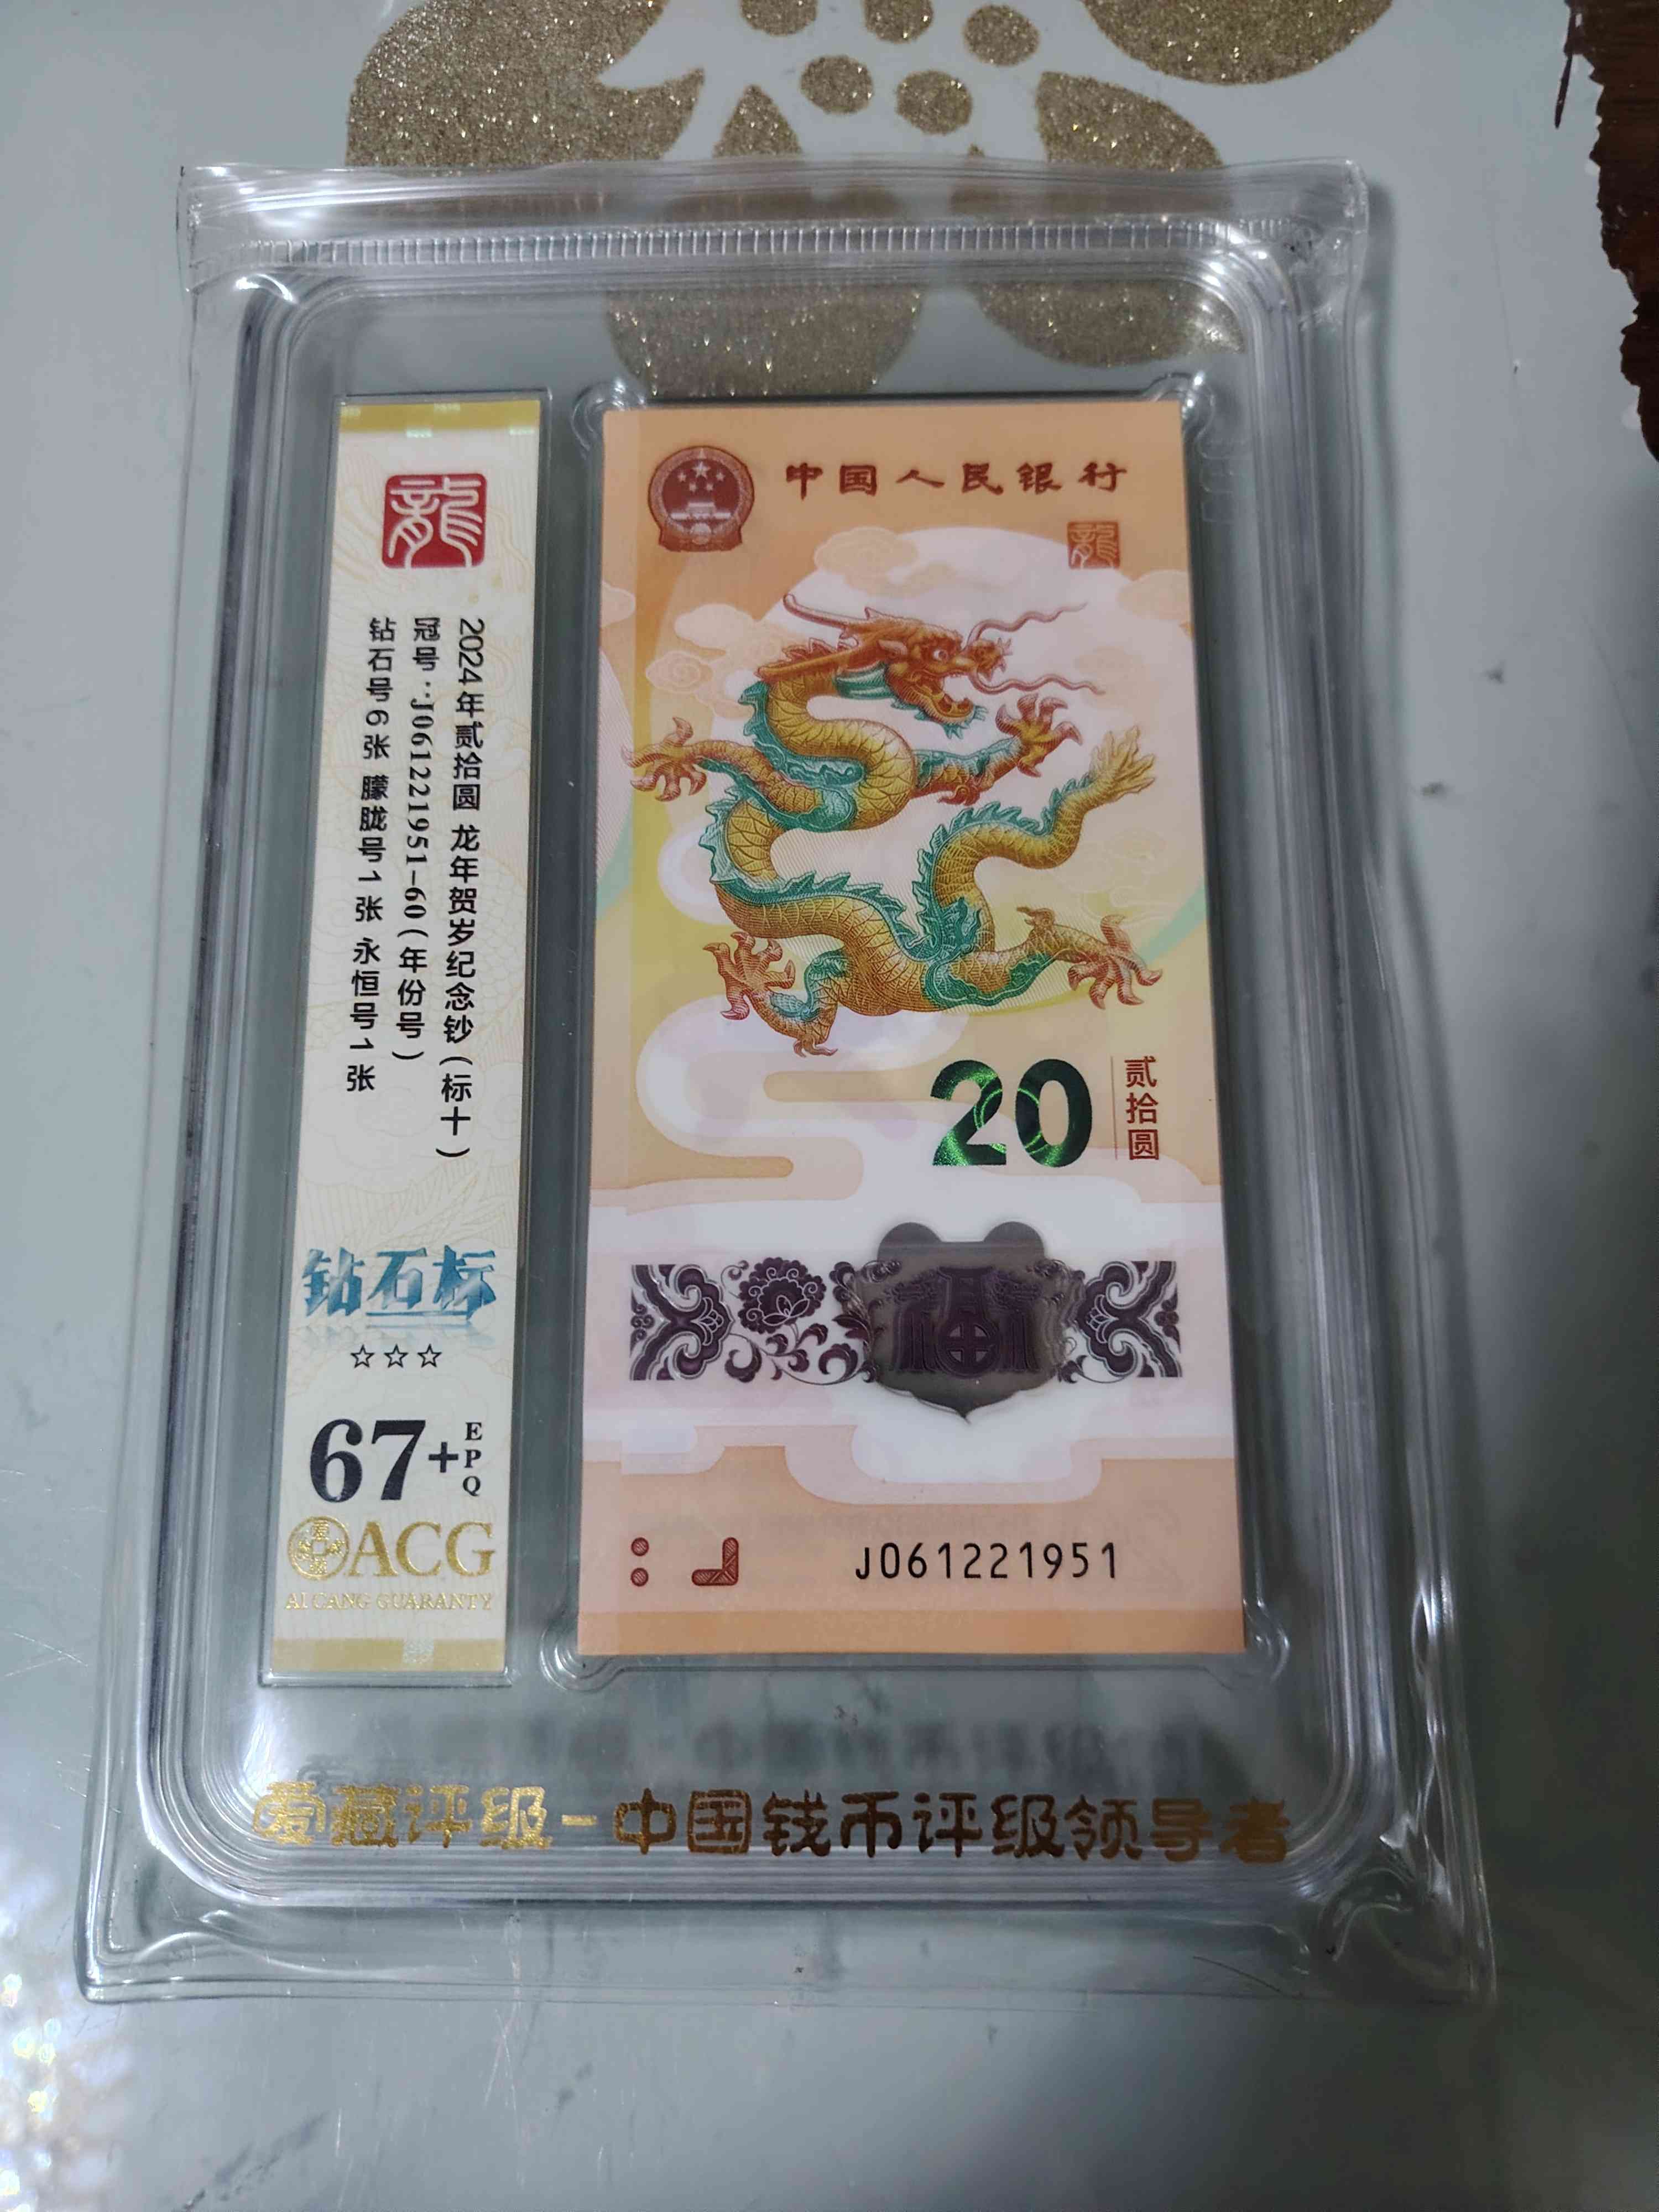 龍
2024年贰拾圆 龙年贺岁纪念钞(标十)
冠号:J061221951-60(年份号)
钻石号6张 朦胧号1张 永恒号1张
钻石标
☆☆☆
67+EPQ
ACG
AI CANG GUARANTY
中国人民银行
龍
20
贰拾圆
福
J061221951
爱藏评级-中国钱币评级领导者